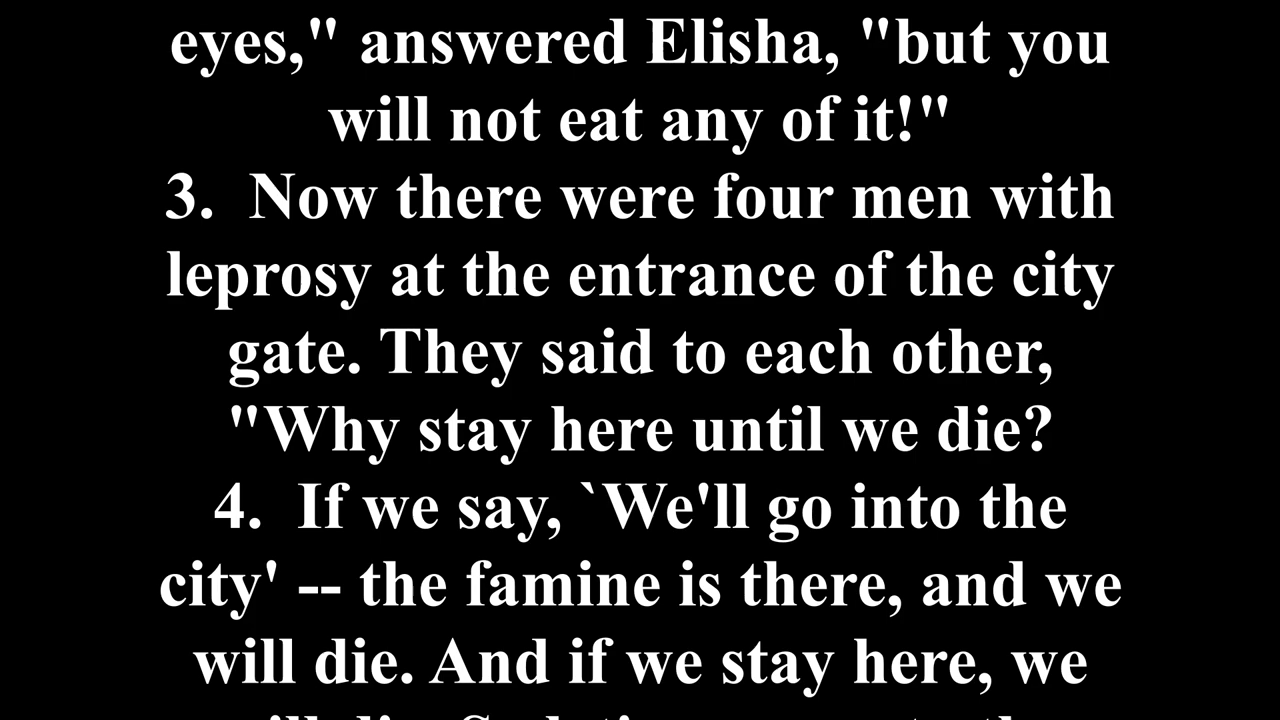 eyes," answered Elisha, "but you
will not eat any of it!"
3.  Now there were four men with
leprosy at the entrance of the city
gate. They said to each other,
"Why stay here until we die?
4.  If we say, `We'll go into the
city' -- the famine is there, and we
will die. And if we stay here, we